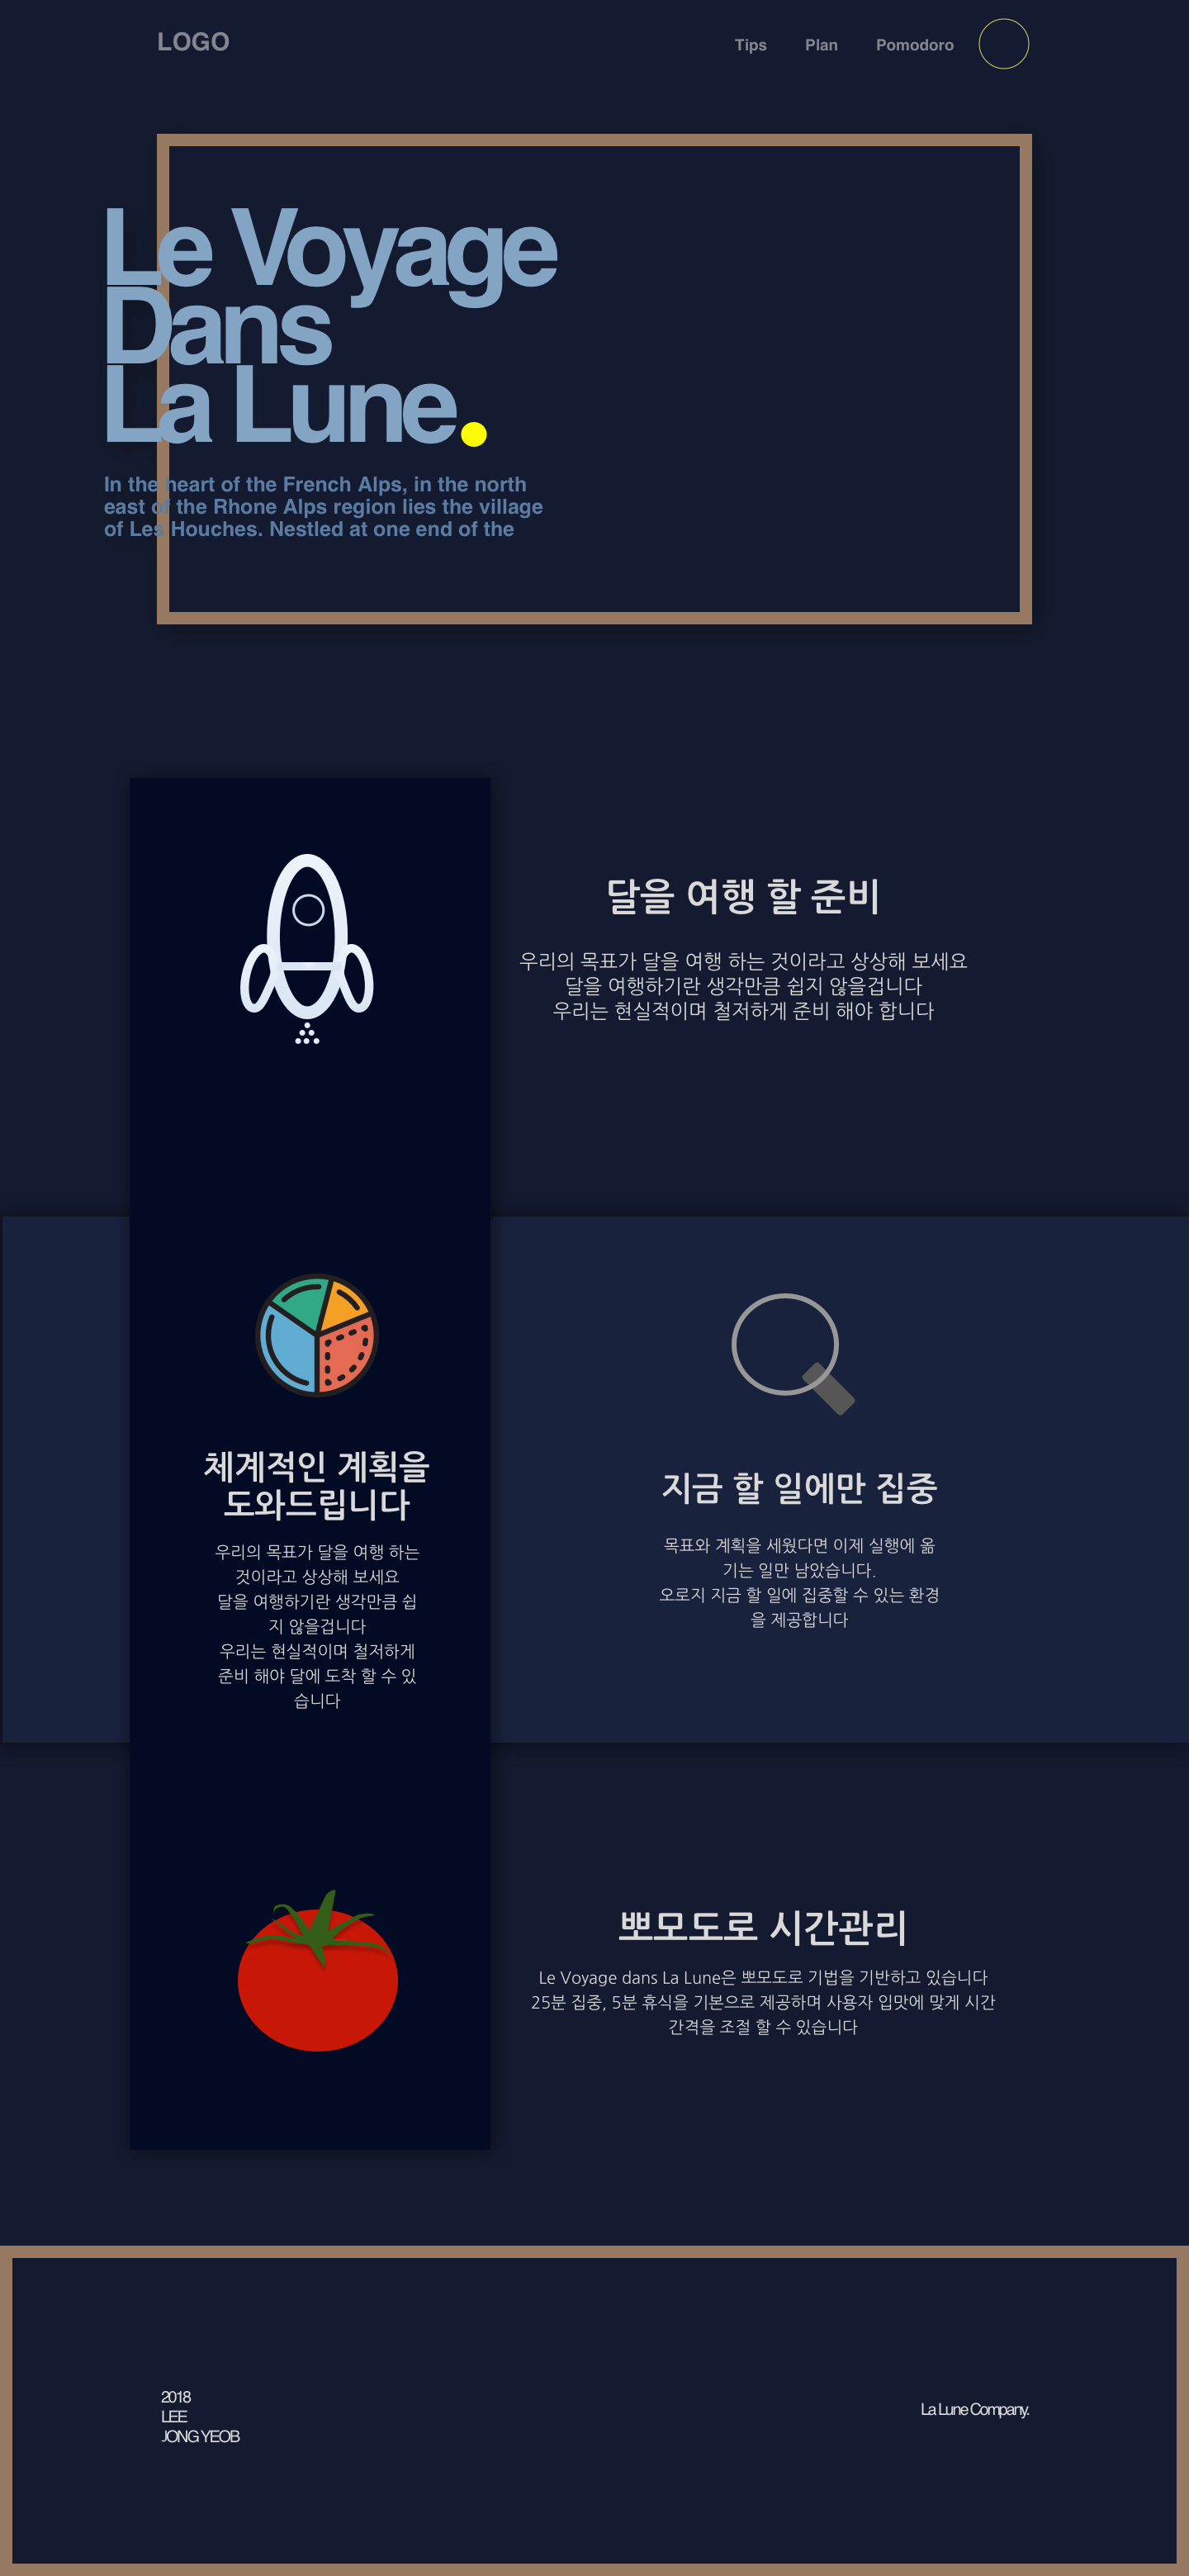 LOGO
Tips Plan Pomodoro
Le Voyage
Dans
La Lune.
In the heart of the French Alps, in the north
east of the Rhone Alps region lies the village
of Les Houches. Nestled at one end of the
달을 여행 할 준비
우리의 목표가 달을 여행 하는 것이라고 상상해 보세요
달을 여행하기란 생각만큼 쉽지 않을겁니다
우리는 현실적이며 철저하게 준비 해야 합니다
체계적인 계획을
도와드립니다
우리의 목표가 달을 여행 하는
것이라고 상상해 보세요
달을 여행하기란 생각만큼 쉽
지 않을겁니다
우리는 현실적이며 철저하게
준비 해야 달에 도착 할 수 있
습니다
지금 할 일에만 집중
목표와 계획을 세웠다면 이제 실행에 옮
기는 일만 남았습니다.
오로지 지금 할 일에 집중할 수 있는 환경
을 제공합니다
뽀모도로 시간관리
Le Voyage dans La Lune은 뽀모도로 기법을 기반하고 있습니다
25분 집중, 5분 휴식을 기본으로 제공하며 사용자 입맛에 맞게 시간
간격을 조절 할 수 있습니다
2018
LEE
JONG YEOB
La Lune Company.